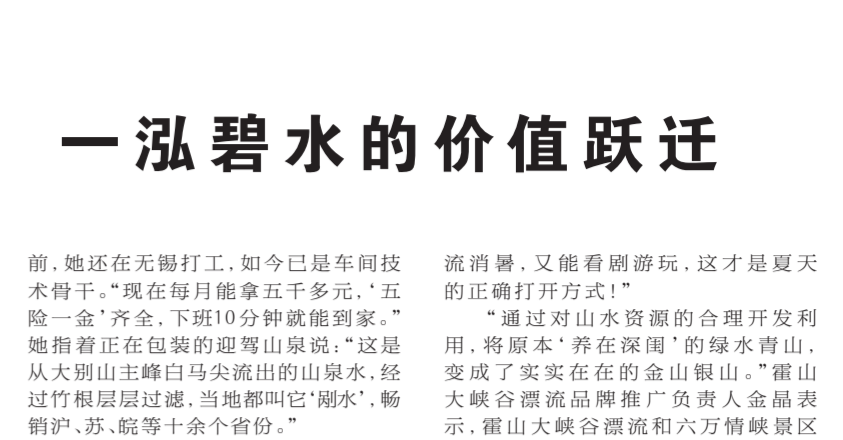 一泓碧水的价值跃迁
前,她还在无锡打工,如今已是车间技
术骨干。“现在每月能拿五千多元,‘五
险一金’齐全,下班10分钟就能到家。”
她指着正在包装的迎驾山泉说:“这是
从大别山主峰白马尖流出的山泉水,经
过竹根层层过滤,当地都叫它‘剐水’,畅
销沪、苏、皖等十余个省份。”
流消暑,又能看剧游玩,这才是夏天
的正确打开方式!”
“通过对山水资源的合理开发利
用,将原本‘养在深闺’的绿水青山,
变成了实实在在的金山银山。”霍山
大峡谷漂流品牌推广负责人金晶表
示,霍山大峡谷漂流和六万情峡景区